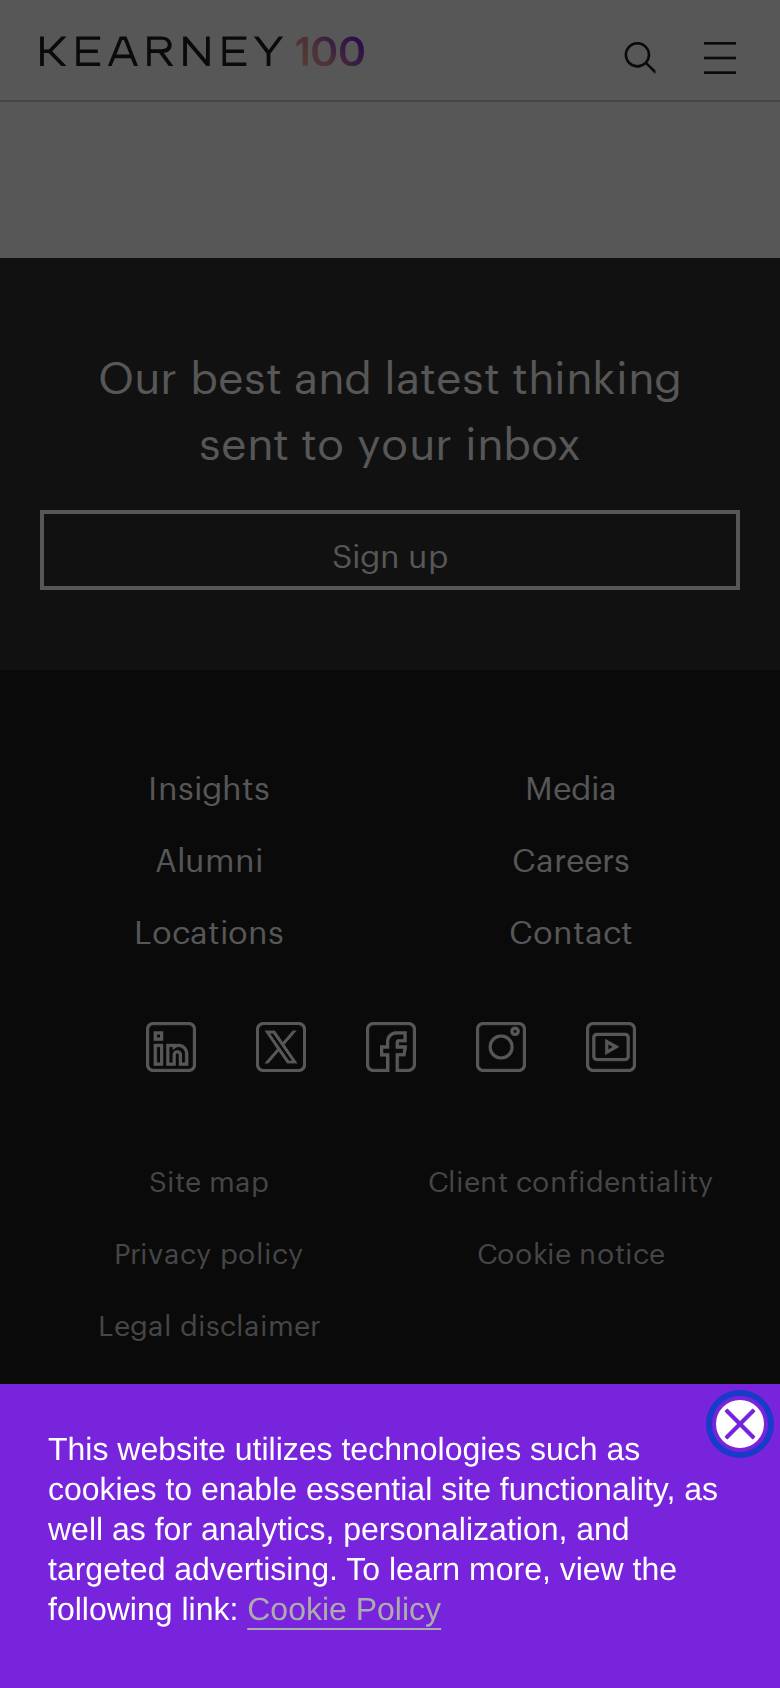 KEARNEY 100
Our best and latest thinking
sent to your inbox
Sign up
Insights
Media
Alumni
Careers
Locations
Contact
Site map
Client confidentiality
Privacy policy
Cookie notice
Legal disclaimer
This website utilizes technologies such as
cookies to enable essential site functionality, as
well as for analytics, personalization, and
targeted advertising. To learn more, view the
following link: Cookie Policy